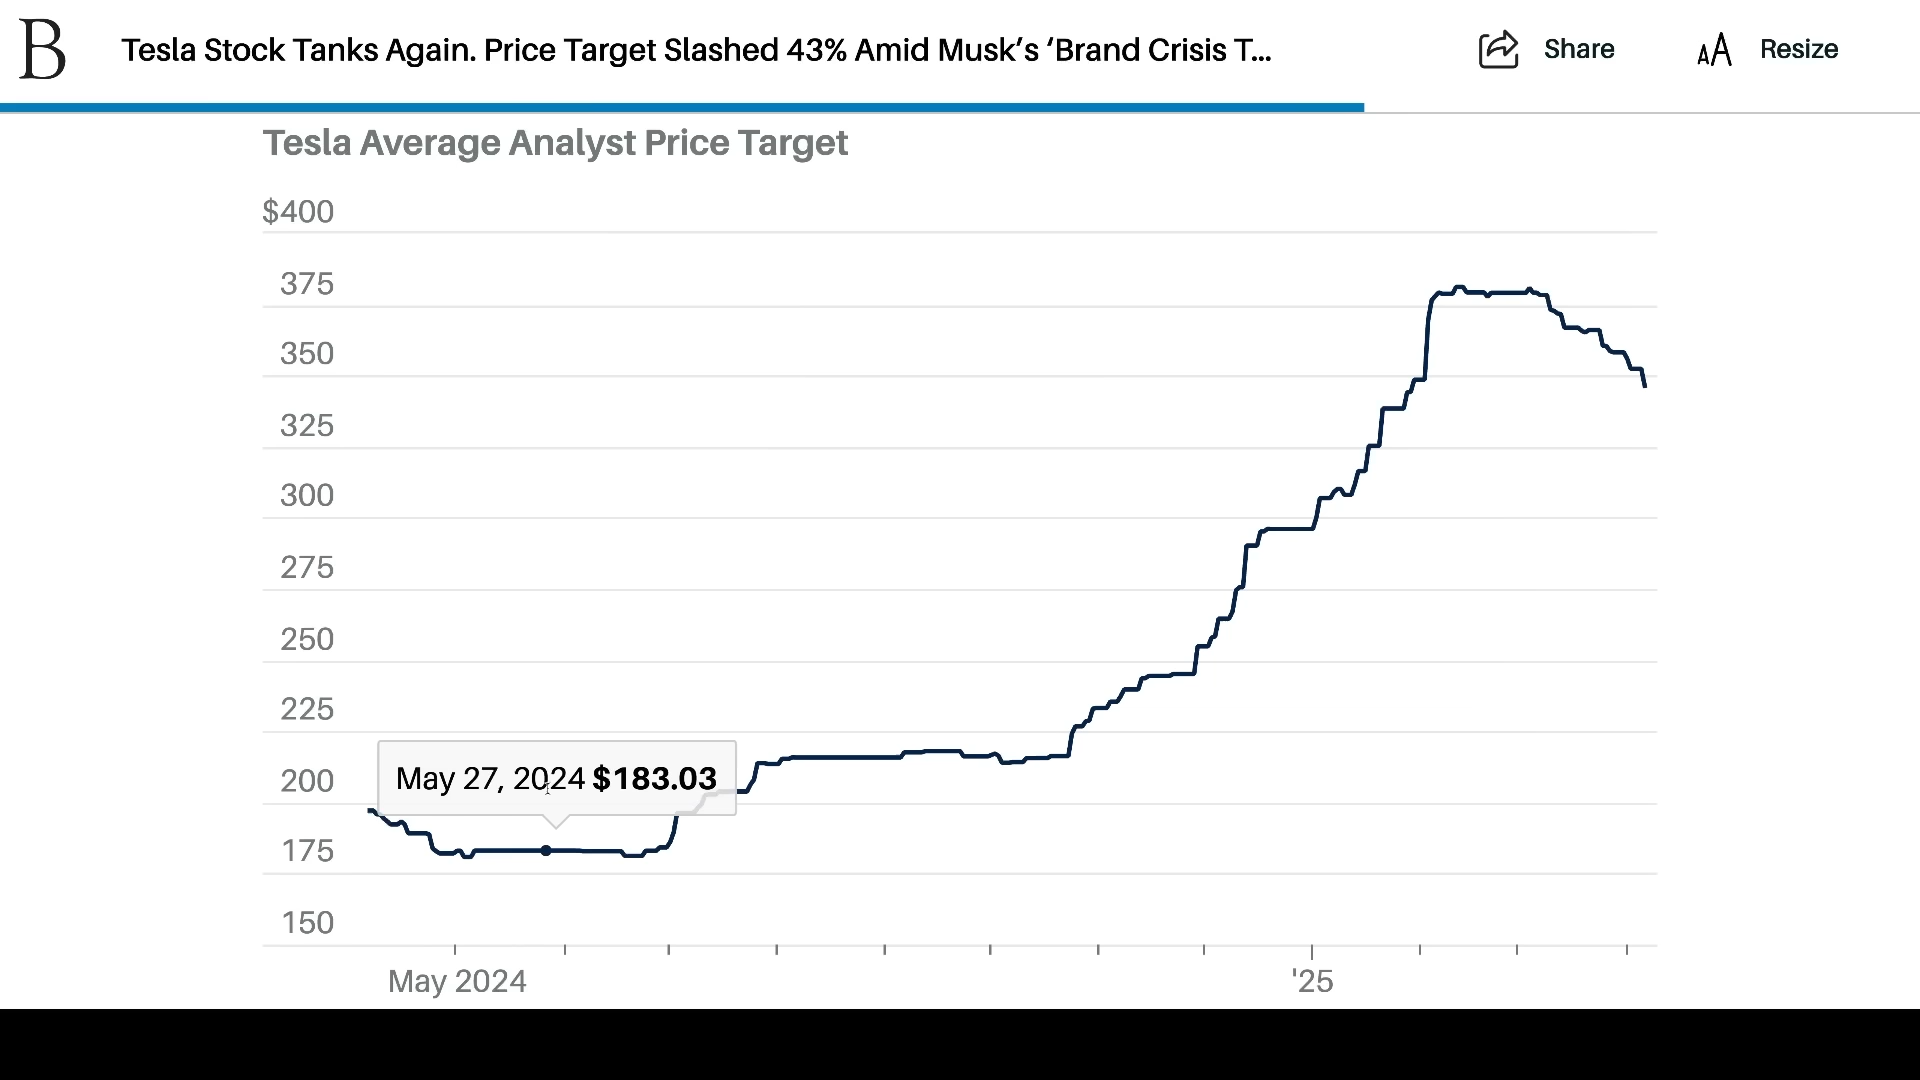 B Tesla Stock Tanks Again. Price Target Slashed 43% Amid Musk’s ‘Brand Crisis T... Share AA Resize
Tesla Average Analyst Price Target
$400
375
350
325
300
275
250
225
200
May 27, 2024 $183.03
175
150
May 2024 '25